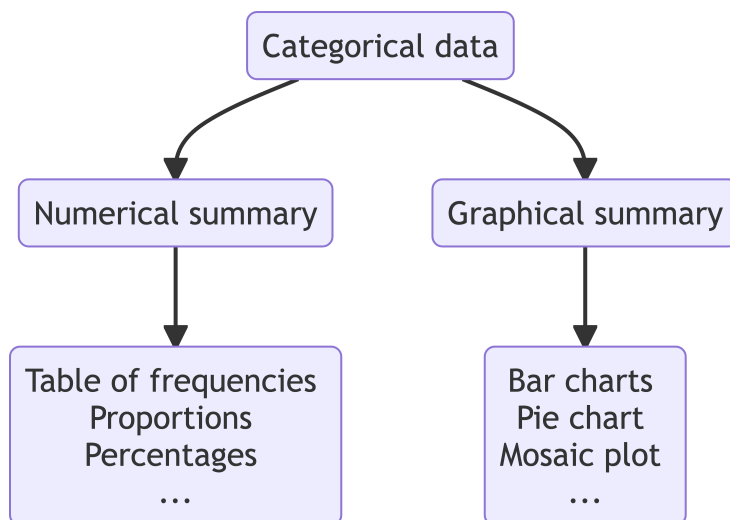 Categorical data
Numerical summary
Graphical summary
Table of frequencies
Proportions
Percentages
...
Bar charts
Pie chart
Mosaic plot
...